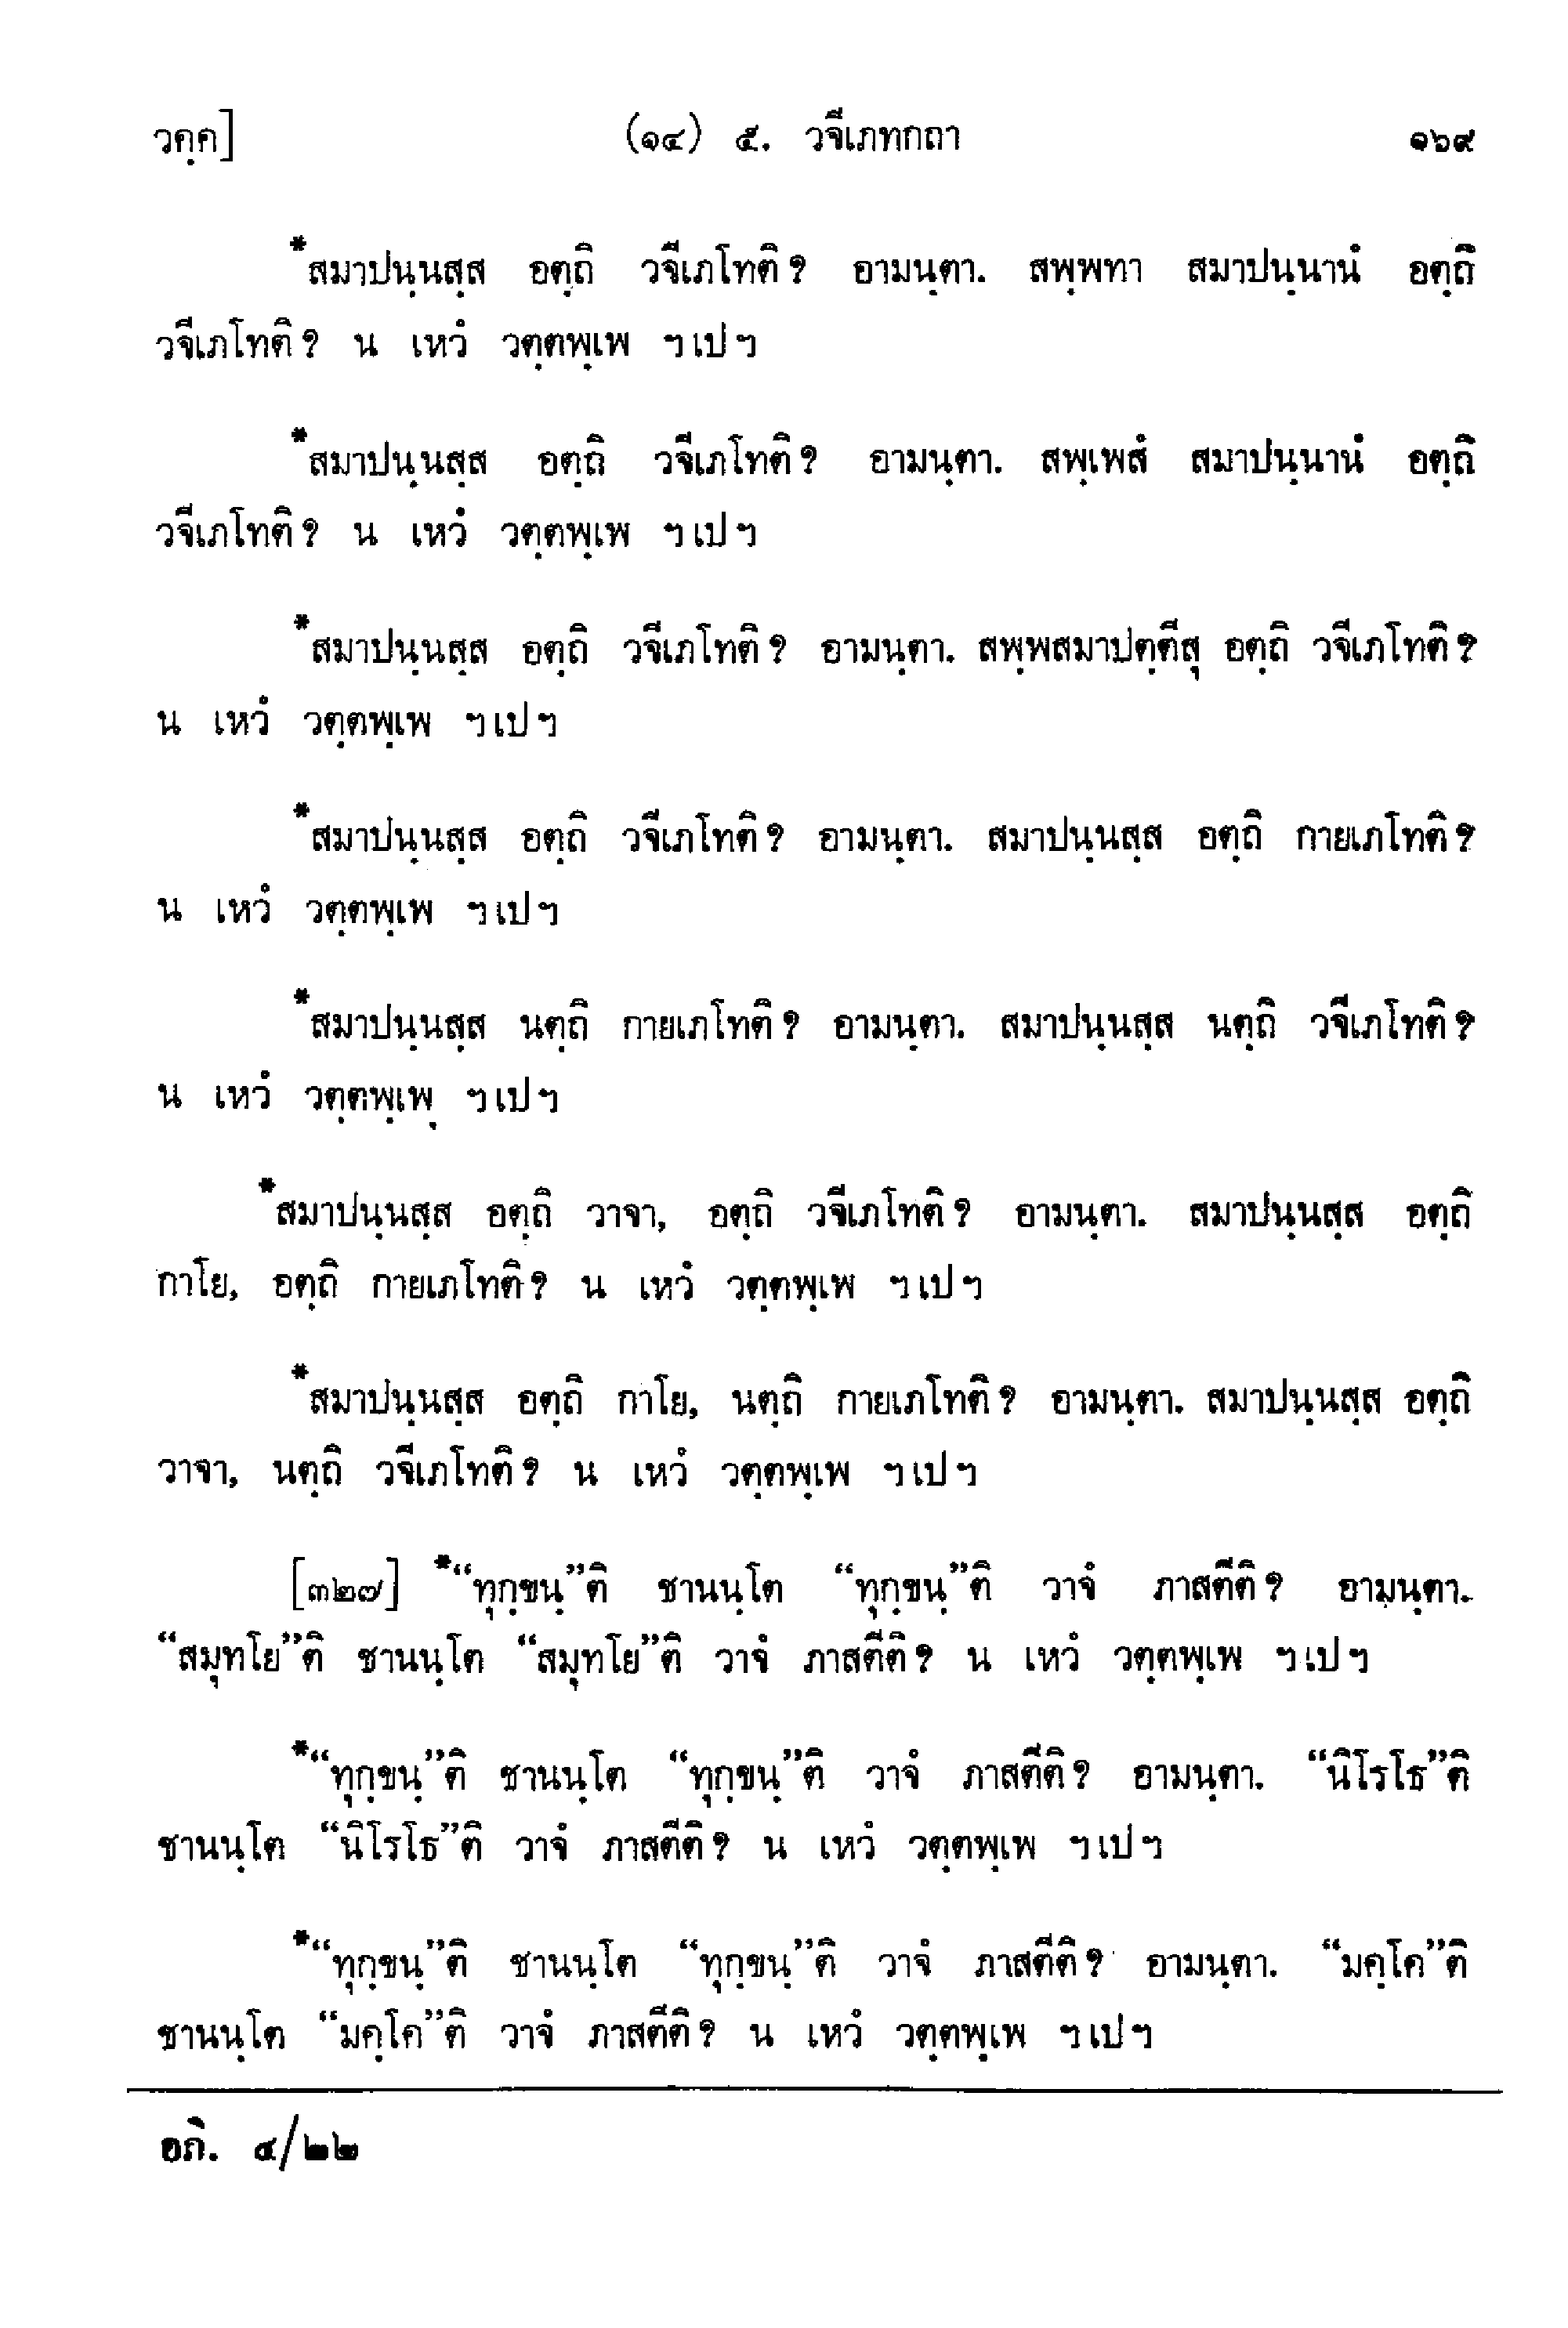 วคฺค] (๑๔) ๕. วจีเภทกถา ๑๖๙
*สมาปนฺนสฺส อตฺถิ วจีเภโทติ? อามนฺตา. สพฺพทา สมาปนฺนานํ อตฺถิ
วจีเภโทติ? น เหวํ วตฺตพฺเพ ฯเปฯ
*สมาปนฺนสฺส อตฺถิ วจีเภโทติ? อามนฺตา. สพฺเพสํ สมาปนฺนานํ อตฺถิ
วจีเภโทติ? น เหวํ วตฺตพฺเพ ฯเปฯ
*สมาปนฺนสฺส อตฺถิ วจีเภโทติ? อามนฺตา. สพฺพสมาปตฺตีสุ อตฺถิ วจีเภโทติ?
น เหวํ วตฺตพฺเพ ฯเปฯ
*สมาปนฺนสฺส อตฺถิ วจีเภโทติ? อามนฺตา. สมาปนฺนสฺส อตฺถิ กายเภโทติ?
น เหวํ วตฺตพฺเพ ฯเปฯ
*สมาปนฺนสฺส นตฺถิ กายเภโทติ? อามนฺตา. สมาปนฺนสฺส นตฺถิ วจีเภโทติ?
น เหวํ วตฺตพฺเพฺ ฯเปฯ
*สมาปนฺนสฺส อตฺถิ วาจา, อตฺถิ วจีเภโทติ? อามนฺตา. สมาปนฺนสฺส อตฺถิ
กาโย, อตฺถิ กายเภโทติ? น เหวํ วตฺตพฺเพ ฯเปฯ
*สมาปนฺนสฺส อตฺถิ กาโย, นตฺถิ กายเภโทติ? อามนฺตา. สมาปนฺนสฺส อตฺถิ
วาจา, นตฺถิ วจีเภโทติ? น เหวํ วตฺตพฺเพ ฯเปฯ
[๓๒๗] *“ทุกฺขนฺ”ติ ชานนฺโต “ทุกฺขนฺ”ติ วาจํ ภาสตีติ? อามนฺตา.
“สมุทโย”ติ ชานนฺโต “สมุทโย”ติ วาจํ ภาสตีติ? น เหวํ วตฺตพฺเพ ฯเปฯ
*“ทุกฺขนฺ”ติ ชานนฺโต “ทุกฺขนฺ”ติ วาจํ ภาสตีติ? อามนฺตา. “นิโรโธ”ติ
ชานนฺโต “นิโรโธ”ติ วาจํ ภาสตีติ? น เหวํ วตฺตพฺเพ ฯเปฯ
*“ทุกฺขนฺ”ติ ชานนฺโต “ทุกฺขนฺ”ติ วาจํ ภาสตีติ? อามนฺตา. “มคฺโค”ติ
ชานนฺโต “มคฺโค”ติ วาจํ ภาสตีติ? น เหวํ วตฺตพฺเพ ฯเปฯ
อภิ. ๔/๒๒